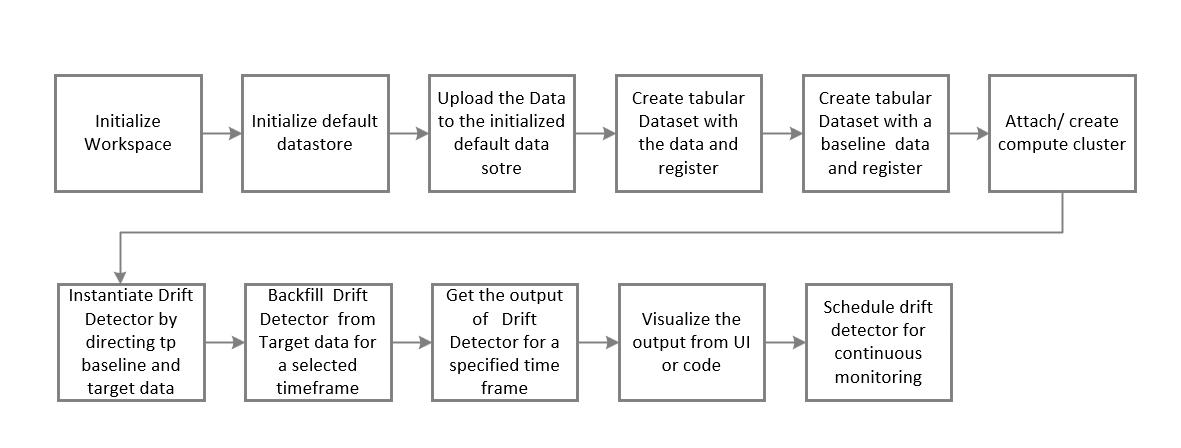 Initialize
Workspace
Initialize default
datastore
Upload the Data
to the initialized
default data
sotre
Create tabular
Dataset with
the data and
register
Create tabular
Dataset with a
baseline data
and register
Attach/ create
compute cluster
Instantiate Drift
Detector by
directing tp
baseline and
target data
Backfill Drift
Detector from
Target data for
a selected
timeframe
Get the output
of Drift
Detector for a
specified time
frame
Visualize the
output from UI
or code
Schedule drift
detector for
continuous
monitoring